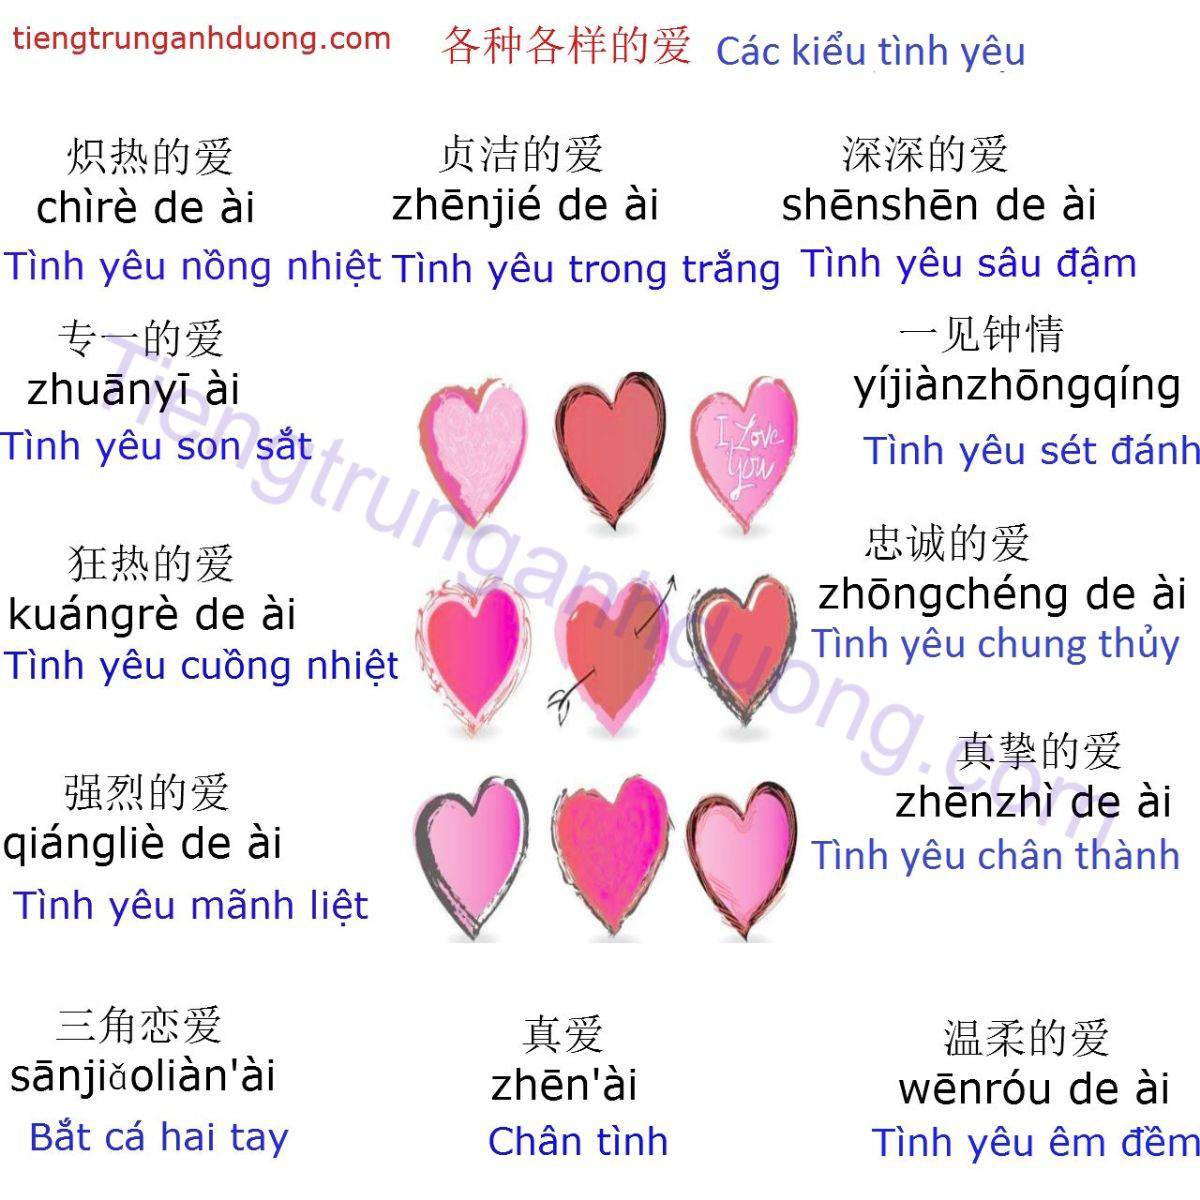 tiengtrunganhduong.com
各种各样的爱 Các kiểu tình yêu
炽热的爱
chìrè de ài
Tình yêu nồng nhiệt
贞洁的爱
zhēnjié de ài
Tình yêu trong trắng
深深的爱
shēnshēn de ài
Tình yêu sâu đậm
专一的爱
zhuānyī ài
Tình yêu son sắt
一见钟情
yíjiànzhōngqíng
Tình yêu sét đánh
I Love
You
狂热的爱
kuángrè de ài
Tình yêu cuồng nhiệt
忠诚的爱
zhōngchéng de ài
Tình yêu chung thủy
强烈的爱
qiángliè de ài
Tình yêu mãnh liệt
真挚的爱
zhēnzhì de ài
Tình yêu chân thành
三角恋爱
sānjiǎoliàn'ài
Bắt cá hai tay
真爱
zhēn'ài
Chân tình
温柔的爱
wēnróu de ài
Tình yêu êm đềm
Tiengtrunganhduong.com